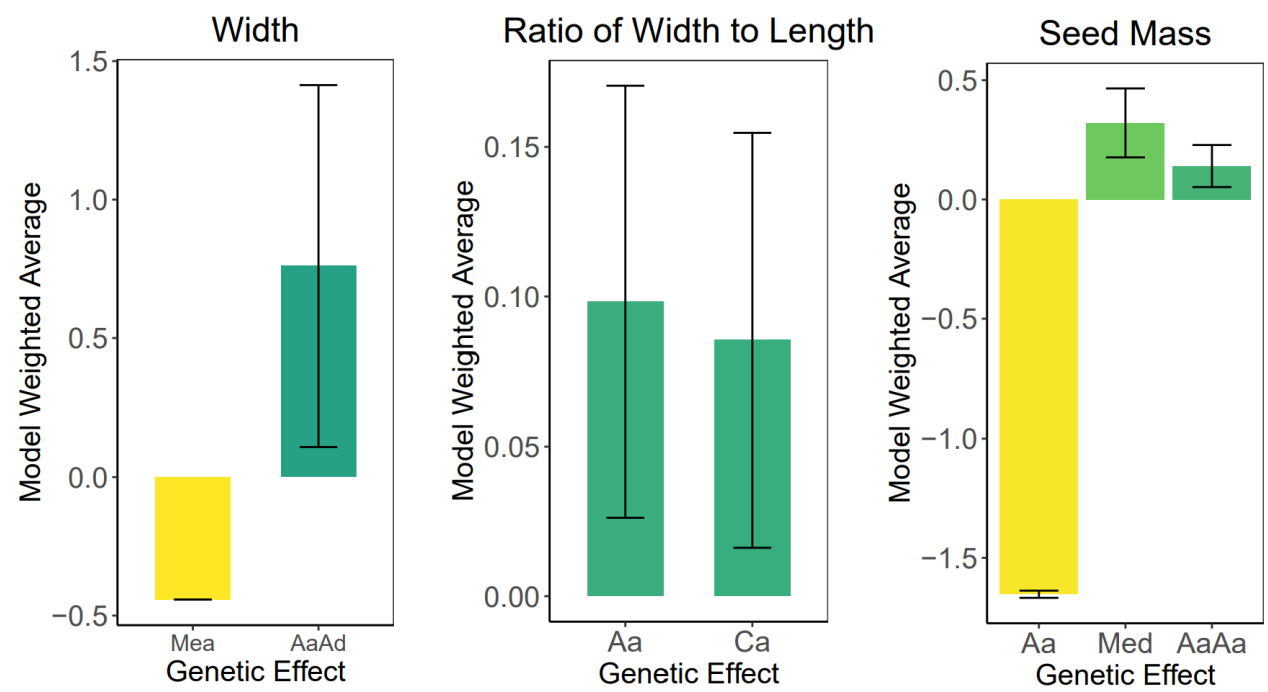 Width
Model Weighted Average
1.5
1.0
0.5
0.0
−0.5
Mea AaAd
Genetic Effect
Ratio of Width to Length
Model Weighted Average
0.15
0.10
0.05
0.00
Aa Ca
Genetic Effect
Seed Mass
Model Weighted Average
0.5
0.0
−0.5
−1.0
−1.5
Aa Med AaAa
Genetic Effect